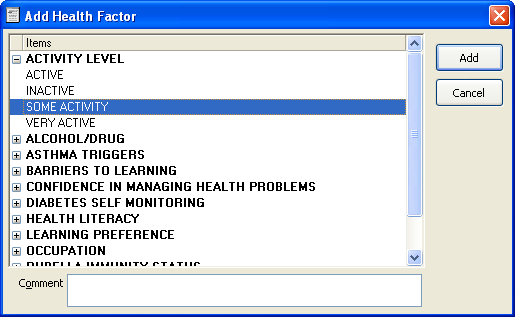 Add Health Factor
Items
ACTIVITY LEVEL
ACTIVE
INACTIVE
SOME ACTIVITY
VERY ACTIVE
ALCOHOL/DRUG
ASTHMA TRIGGERS
BARRIERS TO LEARNING
CONFIDENCE IN MANAGING HEALTH PROBLEMS
DIABETES SELF MONITORING
HEALTH LITERACY
LEARNING PREFERENCE
OCCUPATION
RUBELLA IMMUNITY STATUS
Add
Cancel
Comment